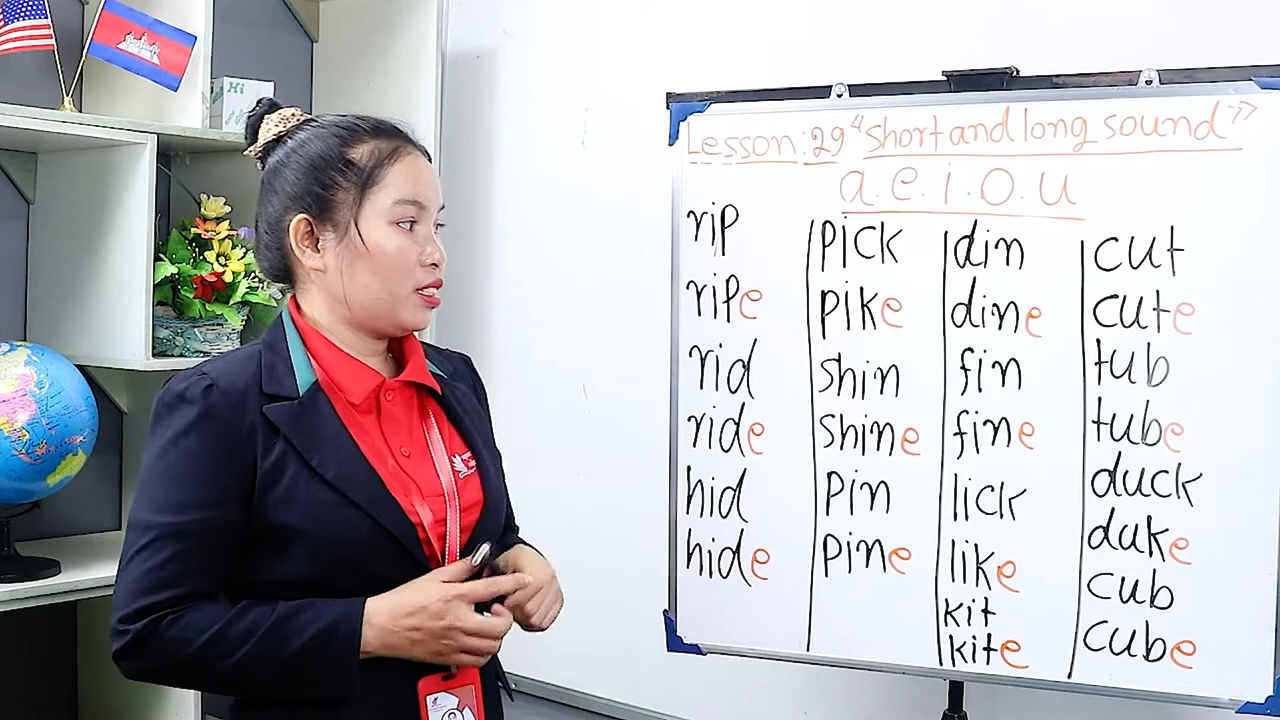 Hi
Lesson: 29 "short and long sound"
a. e. i. o. u
rip
ripe
rid
ride
hid
hide
pick
pike
shin
shine
pin
pine
din
dine
fin
fine
lick
like
kit
kite
cut
cute
tub
tube
duck
duke
cub
cube